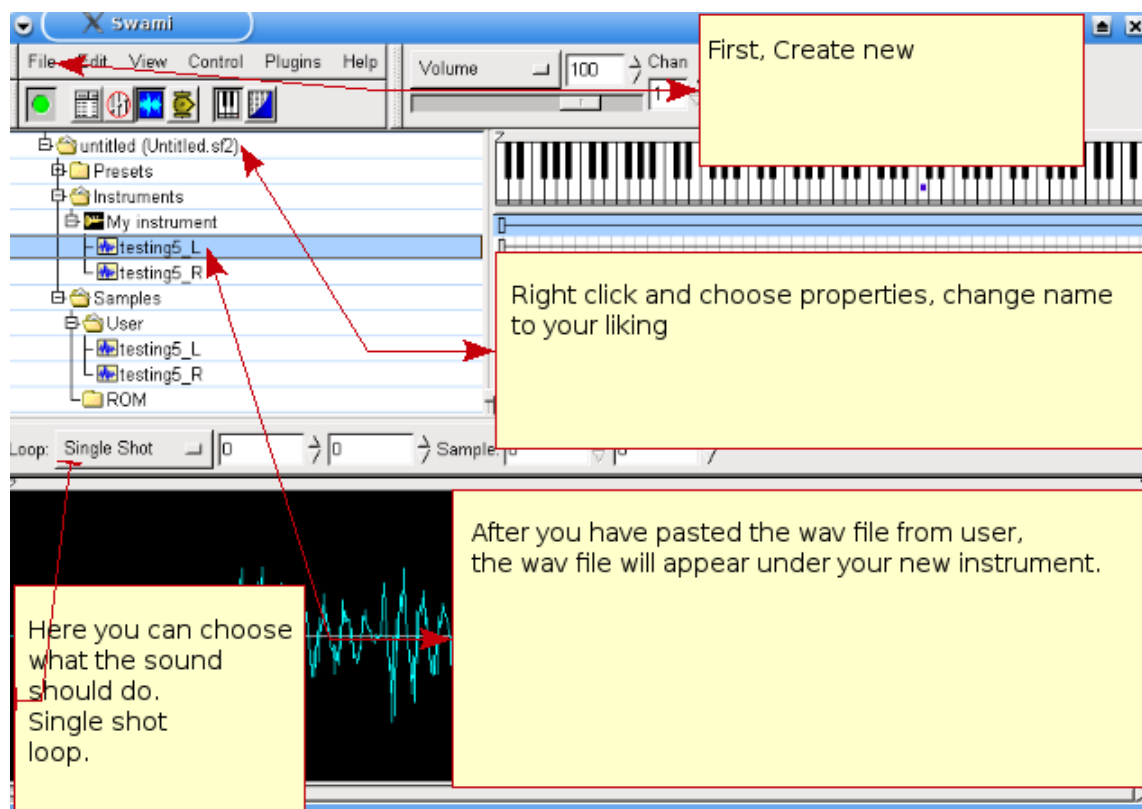 Swami
File Edit View Control Plugins Help
Volume 100 Chan 1
First, Create new
untitled (Untitled.sf2)
Presets
Instruments
My instrument
testing5_L
testing5_R
Samples
User
testing5_L
testing5_R
ROM
Right click and choose properties, change name
to your liking
Loop: Single Shot 0 0 Sample:
After you have pasted the wav file from user,
the wav file will appear under your new instrument.
Here you can choose
what the sound
should do.
Single shot
loop.